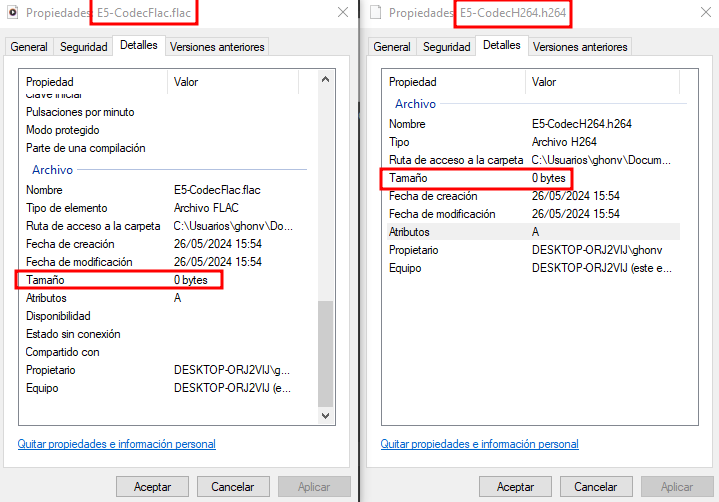 Propiedades: E5-CodecFlac.flac
General
Seguridad
Detalles
Versiones anteriores
Propiedad
Valor
Clave inicial
Pulsaciones por minuto
Modo protegido
Parte de una compilación
Archivo
Nombre
E5-CodecFlac.flac
Tipo de elemento
Archivo FLAC
Ruta de acceso a la carpeta
C:\Usuarios\ghonv\Do...
Fecha de creación
26/05/2024 15:54
Fecha de modificación
26/05/2024 15:54
Tamaño
0 bytes
Atributos
A
Disponibilidad
Estado sin conexión
Compartido con
Propietario
DESKTOP-ORJ2VIJ\g...
Equipo
DESKTOP-ORJ2VIJ (e...
Quitar propiedades e información personal
Aceptar
Cancelar
Aplicar
Propiedades: E5-CodecH264.h264
General
Seguridad
Detalles
Versiones anteriores
Propiedad
Valor
Archivo
Nombre
E5-CodecH264.h264
Tipo
Archivo H264
Ruta de acceso a la carpeta
C:\Usuarios\ghonv\Docum...
Tamaño
0 bytes
Fecha de creación
26/05/2024 15:54
Fecha de modificación
26/05/2024 15:54
Atributos
A
Propietario
DESKTOP-ORJ2VIJ\ghonv
Equipo
DESKTOP-ORJ2VIJ (este e...
Quitar propiedades e información personal
Aceptar
Cancelar
Aplicar